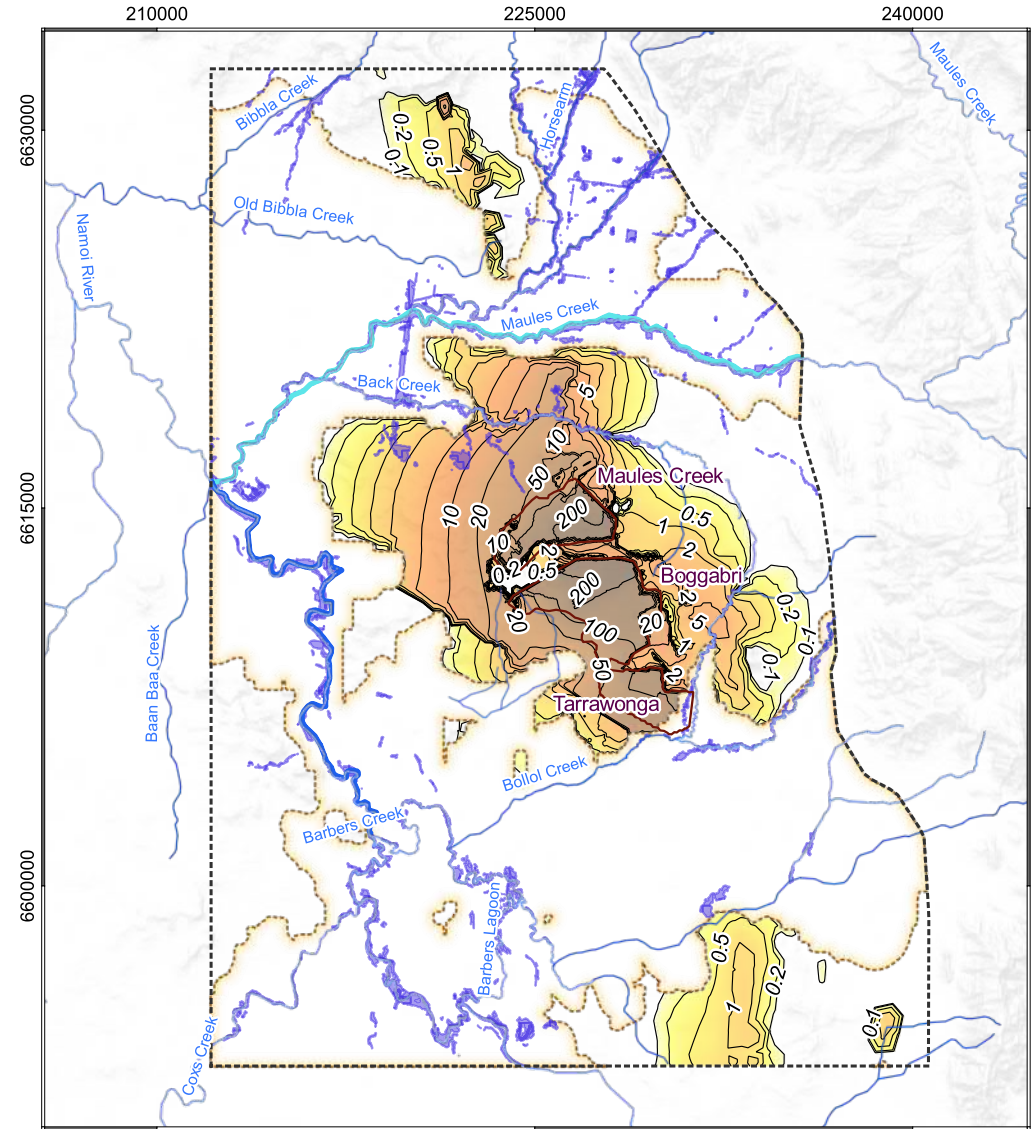 210000
225000
240000
6630000
6615000
6600000
Maules Creek
Bibbla Creek
Horsearm
0.2
0.5
0.1
1
Old Bibbla Creek
Namoi River
Maules Creek
Back Creek
5
10
50
Maules Creek
200
10
20
0.5
1
2
10
2
0.2
0.5
Boggabri
200
2
0.2
20
100
20
5
0.1
1
50
2
0.1
Tarrawonga
Baan Baa Creek
Bollol Creek
Barbers Creek
Barbers Lagoon
0.5
0.2
1
0.1
Coxs Creek